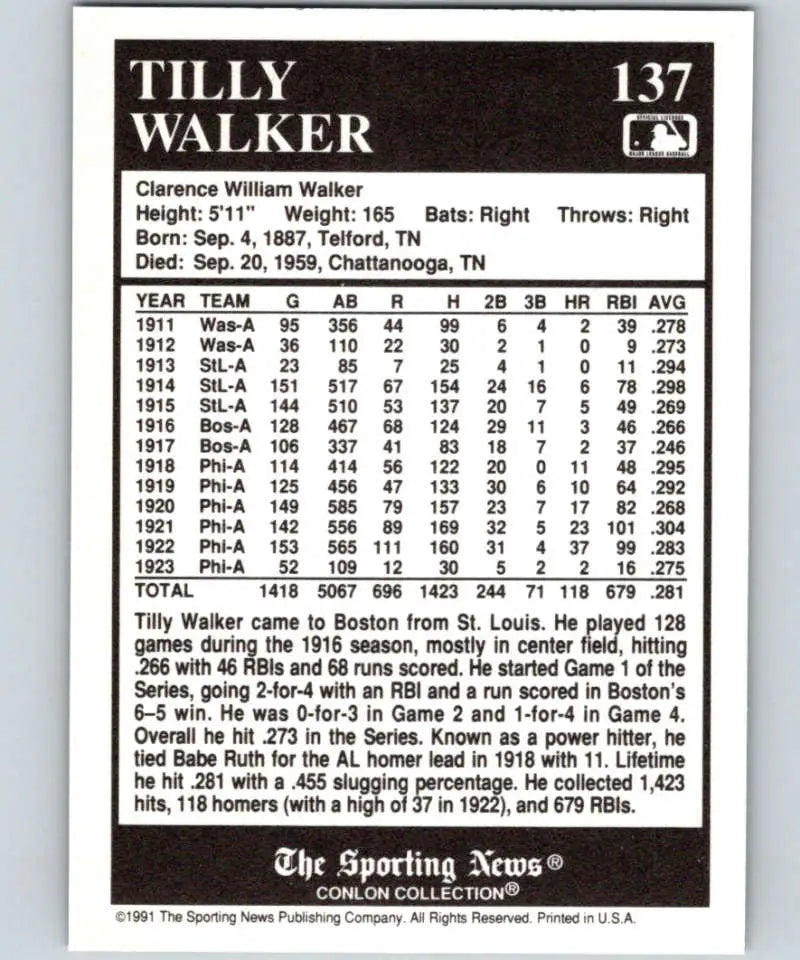 TILLY 137
WALKER
OFFICIAL LICENSEE
MAJOR LEAGUE BASEBALL
Clarence William Walker
Height: 5'11" Weight: 165 Bats: Right Throws: Right
Born: Sep. 4, 1887, Telford, TN
Died: Sep. 20, 1959, Chattanooga, TN
YEAR TEAM G AB R H 2B 3B HR RBI AVG
1911 Was-A 95 356 44 99 6 4 2 39 .278
1912 Was-A 36 110 22 30 2 1 0 9 .273
1913 StL-A 23 85 7 25 4 1 0 11 .294
1914 StL-A 151 517 67 154 24 16 6 78 .298
1915 StL-A 144 510 53 137 20 7 5 49 .269
1916 Bos-A 128 467 68 124 29 11 3 46 .266
1917 Bos-A 106 337 41 83 18 7 2 37 .246
1918 Phi-A 114 414 56 122 20 0 11 48 .295
1919 Phi-A 125 456 47 133 30 6 10 64 .292
1920 Phi-A 149 585 79 157 23 7 17 82 .268
1921 Phi-A 142 556 89 169 32 5 23 101 .304
1922 Phi-A 153 565 111 160 31 4 37 99 .283
1923 Phi-A 52 109 12 30 5 2 2 16 .275
TOTAL 1418 5067 696 1423 244 71 118 679 .281
Tilly Walker came to Boston from St. Louis. He played 128
games during the 1916 season, mostly in center field, hitting
.266 with 46 RBIs and 68 runs scored. He started Game 1 of the
Series, going 2-for-4 with an RBI and a run scored in Boston's
6–5 win. He was 0-for-3 in Game 2 and 1-for-4 in Game 4.
Overall he hit .273 in the Series. Known as a power hitter, he
tied Babe Ruth for the AL homer lead in 1918 with 11. Lifetime
he hit .281 with a .455 slugging percentage. He collected 1,423
hits, 118 homers (with a high of 37 in 1922), and 679 RBIs.
The Sporting News®
CONLON COLLECTION®
©1991 The Sporting News Publishing Company. All Rights Reserved. Printed in U.S.A.